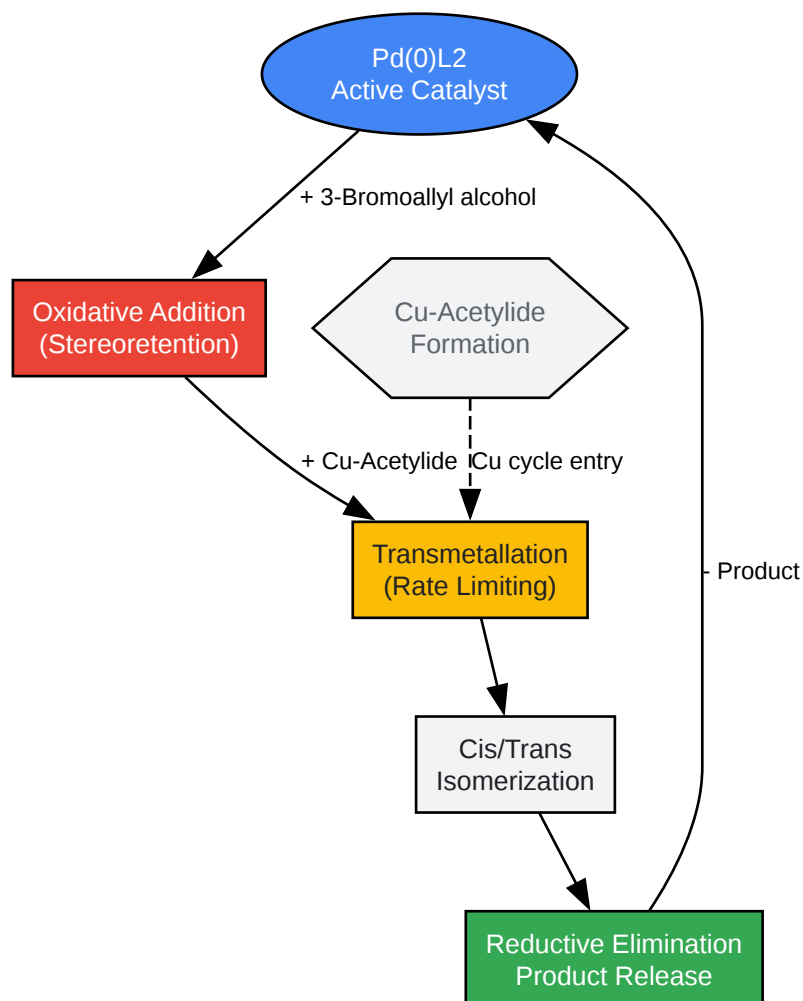 Pd(0)L2
Active Catalyst
+ 3-Bromoallyl alcohol
Oxidative Addition
(Stereoretention)
Cu-Acetylide
Formation
+ Cu-Acetylide
Cu cycle entry
Transmetallation
(Rate Limiting)
- Product
Cis/Trans
Isomerization
Reductive Elimination
Product Release